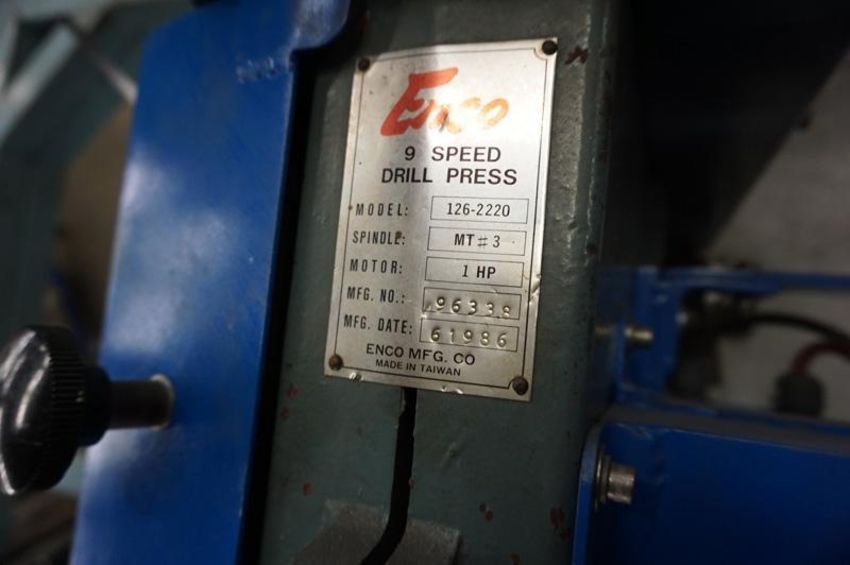 Enco
9 SPEED
DRILL PRESS
MODEL: 126-2220
SPINDLE: MT#3
MOTOR: 1 HP
MFG. NO.: 96338
MFG. DATE: 61986
ENCO MFG. CO
MADE IN TAIWAN